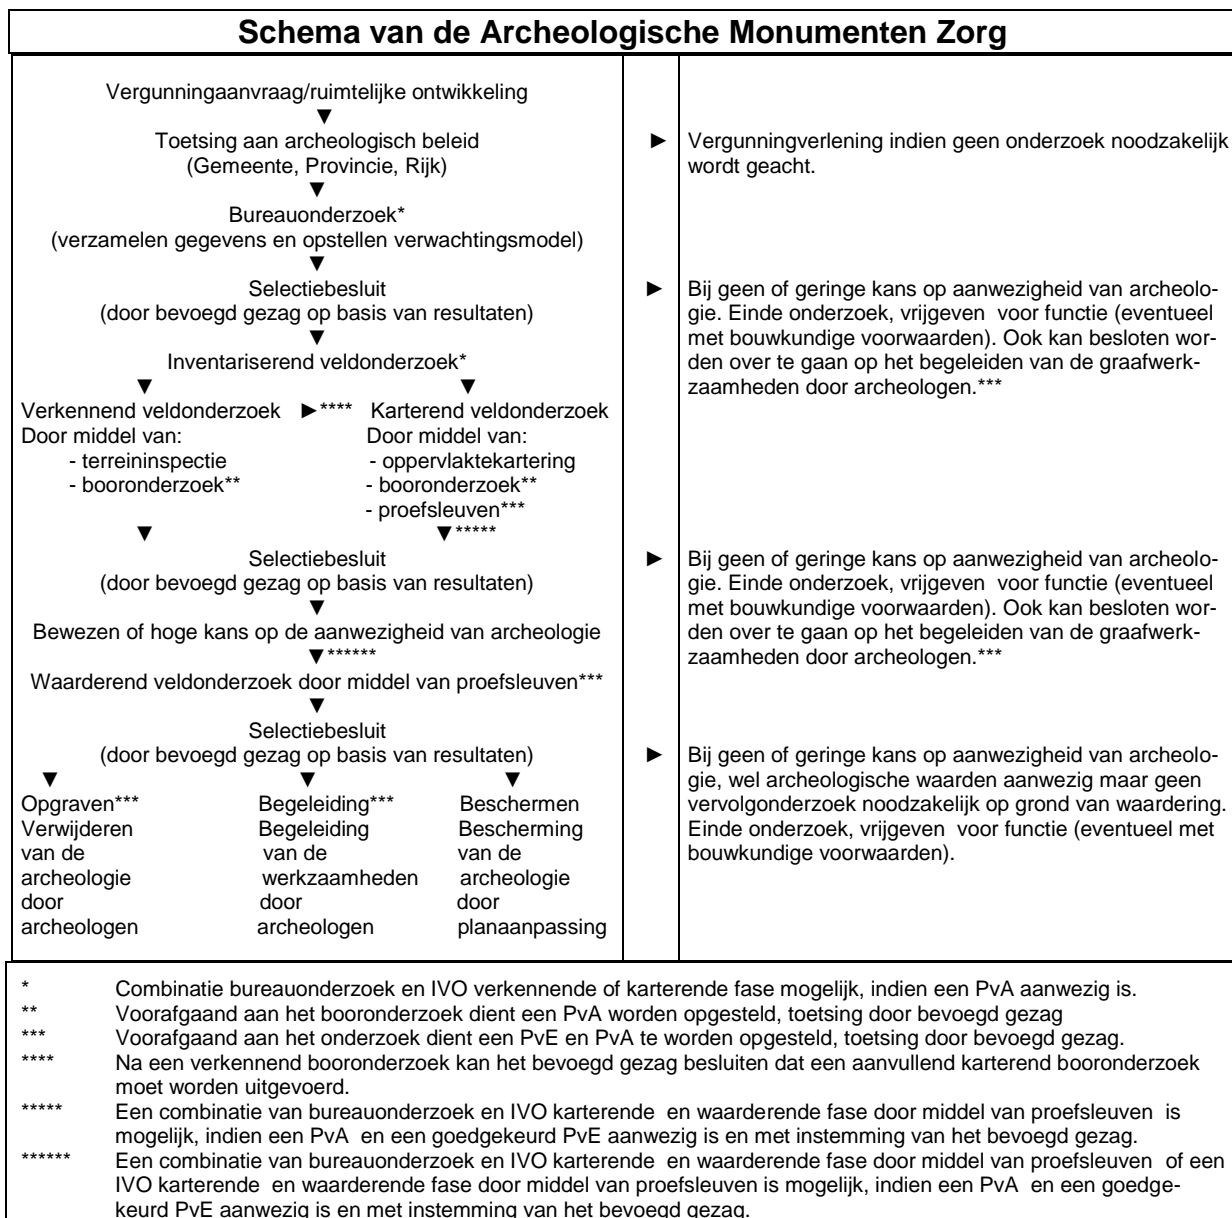 Schema van de Archeologische Monumenten Zorg
Vergunningaanvraag/ruimtelijke ontwikkeling
▼
Toetsing aan archeologisch beleid
(Gemeente, Provincie, Rijk)
▼
► Vergunningverlening indien geen onderzoek noodzakelijk
wordt geacht.
Bureauonderzoek*
(verzamelen gegevens en opstellen verwachtingsmodel)
▼
Selectiebesluit
(door bevoegd gezag op basis van resultaten)
▼
► Bij geen of geringe kans op aanwezigheid van archeolo-
gie. Einde onderzoek, vrijgeven voor functie (eventueel
met bouwkundige voorwaarden). Ook kan besloten wor-
den over te gaan op het begeleiden van de graafwerk-
zaamheden door archeologen.***
Inventariserend veldonderzoek*
▼ ▼
Verkennend veldonderzoek ►**** Karterend veldonderzoek
Door middel van: Door middel van:
- terreininspectie - oppervlaktekartering
- booronderzoek** - booronderzoek**
- proefsleuven***
▼ ▼*****
Selectiebesluit
(door bevoegd gezag op basis van resultaten)
▼
► Bij geen of geringe kans op aanwezigheid van archeolo-
gie. Einde onderzoek, vrijgeven voor functie (eventueel
met bouwkundige voorwaarden). Ook kan besloten wor-
den over te gaan op het begeleiden van de graafwerk-
zaamheden door archeologen.***
Bewezen of hoge kans op de aanwezigheid van archeologie
▼******
Waarderend veldonderzoek door middel van proefsleuven***
▼
Selectiebesluit
(door bevoegd gezag op basis van resultaten)
▼ ▼ ▼
► Bij geen of geringe kans op aanwezigheid van archeolo-
gie, wel archeologische waarden aanwezig maar geen
vervolgonderzoek noodzakelijk op grond van waardering.
Einde onderzoek, vrijgeven voor functie (eventueel met
bouwkundige voorwaarden).
Opgraven*** Begeleiding*** Beschermen
Verwijderen Begeleiding Bescherming
van de van de van de
archeologie werkzaamheden archeologie
door door door
archeologen archeologen planaanpassing
* Combinatie bureauonderzoek en IVO verkennende of karterende fase mogelijk, indien een PvA aanwezig is.
** Voorafgaand aan het booronderzoek dient een PvA worden opgesteld, toetsing door bevoegd gezag
*** Voorafgaand aan het onderzoek dient een PvE en PvA te worden opgesteld, toetsing door bevoegd gezag.
**** Na een verkennend booronderzoek kan het bevoegd gezag besluiten dat een aanvullend karterend booronderzoek
moet worden uitgevoerd.
***** Een combinatie van bureauonderzoek en IVO karterende en waarderende fase door middel van proefsleuven is
mogelijk, indien een PvA en een goedgekeurd PvE aanwezig is en met instemming van het bevoegd gezag.
****** Een combinatie van bureauonderzoek en IVO karterende en waarderende fase door middel van proefsleuven of een
IVO karterende en waarderende fase door middel van proefsleuven is mogelijk, indien een PvA en een goedge-
keurd PvE aanwezig is en met instemming van het bevoegd gezag.